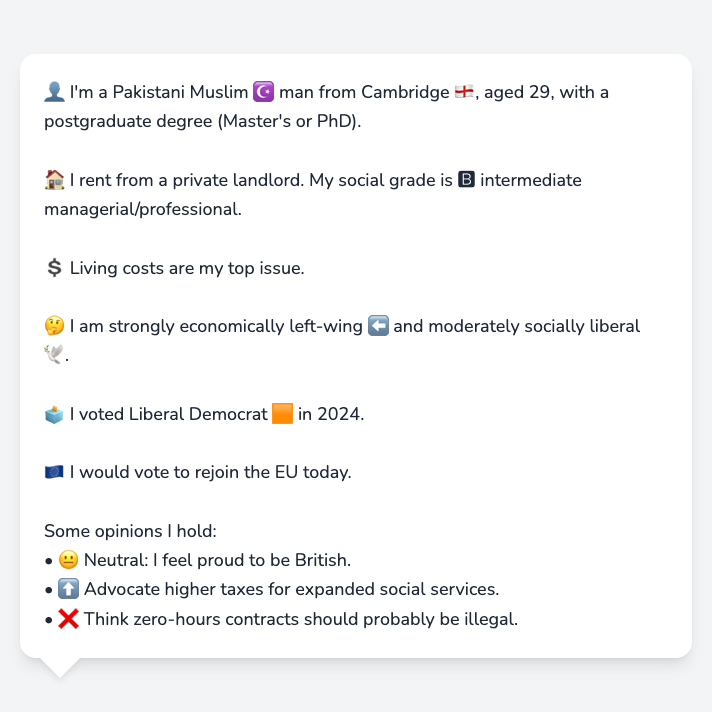 👤 I'm a Pakistani Muslim ☪️ man from Cambridge 🏴󠁧󠁢󠁥󠁮󠁧󠁿, aged 29, with a
postgraduate degree (Master's or PhD).
🏠 I rent from a private landlord. My social grade is 🅱 intermediate
managerial/professional.
💲 Living costs are my top issue.
🤔 I am strongly economically left-wing ⬅️ and moderately socially liberal
🕊️.
🗳️ I voted Liberal Democrat 🟧 in 2024.
🇪🇺 I would vote to rejoin the EU today.
Some opinions I hold:
• 😐 Neutral: I feel proud to be British.
• ⬆️ Advocate higher taxes for expanded social services.
• ❌ Think zero-hours contracts should probably be illegal.